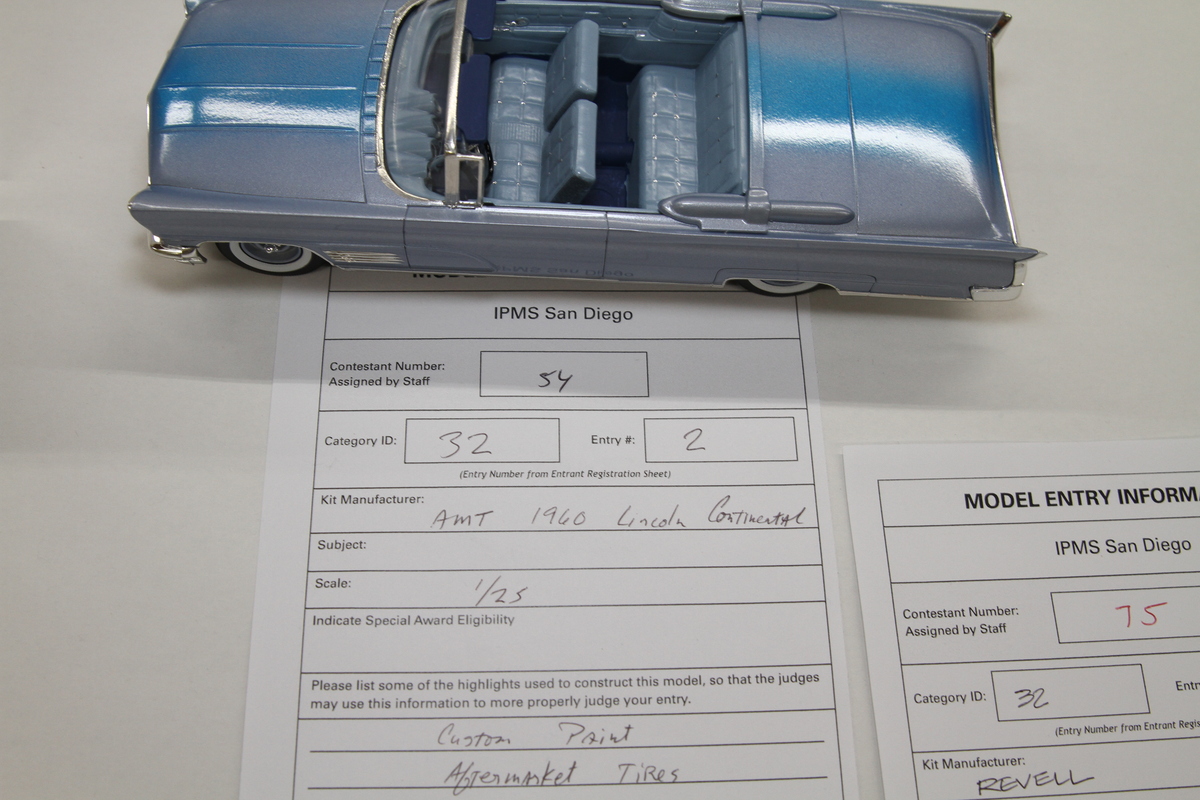 IPMS San Diego
Contestant Number:
Assigned by Staff
54
Category ID: 32 Entry #: 2
(Entry Number from Entrant Registration Sheet)
Kit Manufacturer:
AMT 1960 Lincoln Continental
Subject:
Scale: 1/25
Indicate Special Award Eligibility
Please list some of the highlights used to construct this model, so that the judges
may use this information to more properly judge your entry.
Custom Paint
Aftermarket Tires
MODEL ENTRY INFORMA
IPMS San Diego
Contestant Number:
Assigned by Staff
75
Category ID: 32 Entry
(Entry Number from Entrant Regis
Kit Manufacturer:
REVELL